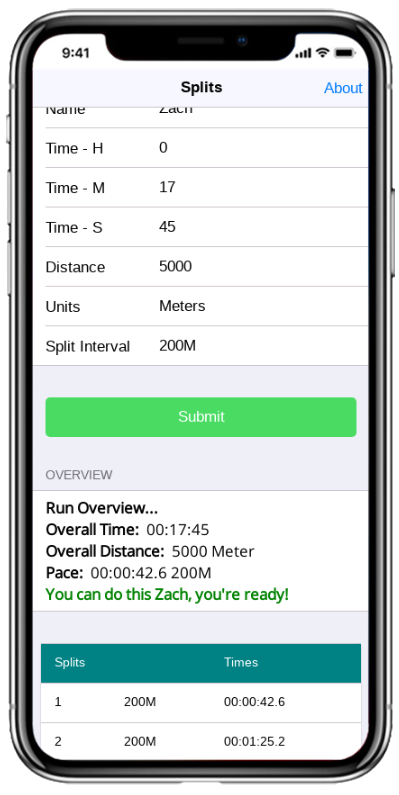 9:41
Splits About
Name Zach
Time - H 0
Time - M 17
Time - S 45
Distance 5000
Units Meters
Split Interval 200M
Submit
OVERVIEW
Run Overview...
Overall Time: 00:17:45
Overall Distance: 5000 Meter
Pace: 00:00:42.6 200M
You can do this Zach, you're ready!
Splits Times
1 200M 00:00:42.6
2 200M 00:01:25.2